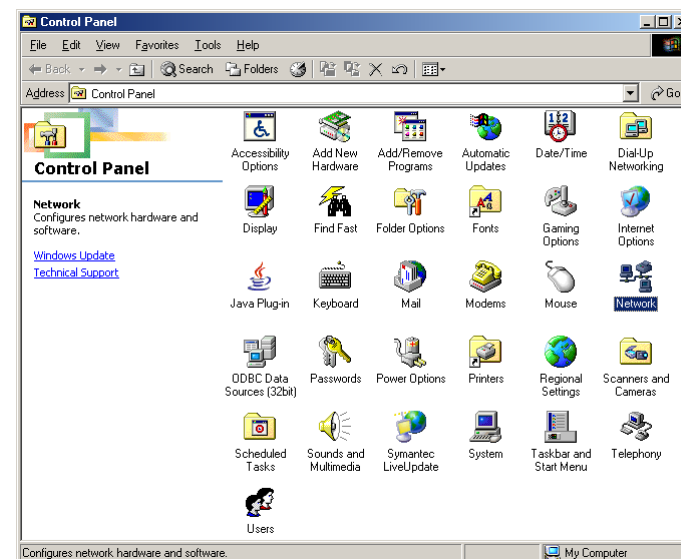 Control Panel
File Edit View Favorites Tools Help
Back Search Folders
Address Control Panel Go
Control Panel
Network
Configures network hardware and
software.
Windows Update
Technical Support
Accessibility
Options
Add New
Hardware
Add/Remove
Programs
Automatic
Updates
Date/Time
Dial-Up
Networking
Display
Find Fast
Folder Options
Fonts
Gaming
Options
Internet
Options
Java Plug-in
Keyboard
Mail
Modems
Mouse
Network
ODBC Data
Sources (32bit)
Passwords
Power Options
Printers
Regional
Settings
Scanners and
Cameras
Scheduled
Tasks
Sounds and
Multimedia
Symantec
LiveUpdate
System
Taskbar and
Start Menu
Telephony
Users
Configures network hardware and software.
My Computer